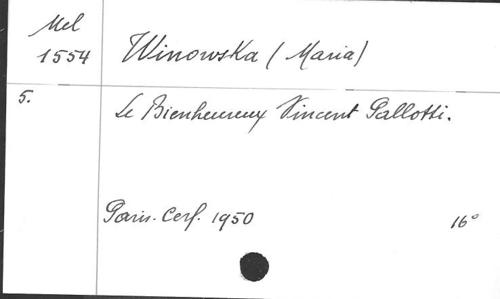 Mel
1554
Winowska (Maria)
5.
Le Bienheureux Vincent Pallotti.
Paris. Cerf. 1950
16°